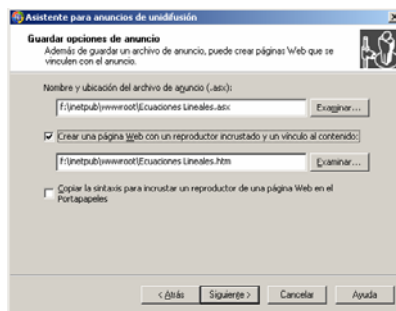 Asistente para anuncios de unidifusión
Guardar opciones de anuncio
Además de guardar un archivo de anuncio, puede crear páginas Web que se
vinculen con el anuncio.
Nombre y ubicación del archivo de anuncio (.asx):
f:\inetpub\wwwroot\Ecuaciones Lineales.asx
Examinar...
Crear una página Web con un reproductor incrustado y un vínculo al contenido:
f:\inetpub\wwwroot\Ecuaciones Lineales.htm
Examinar...
Copiar la sintaxis para incrustar un reproductor de una página Web en el
Portapapeles
< Atrás
Siguiente >
Cancelar
Ayuda